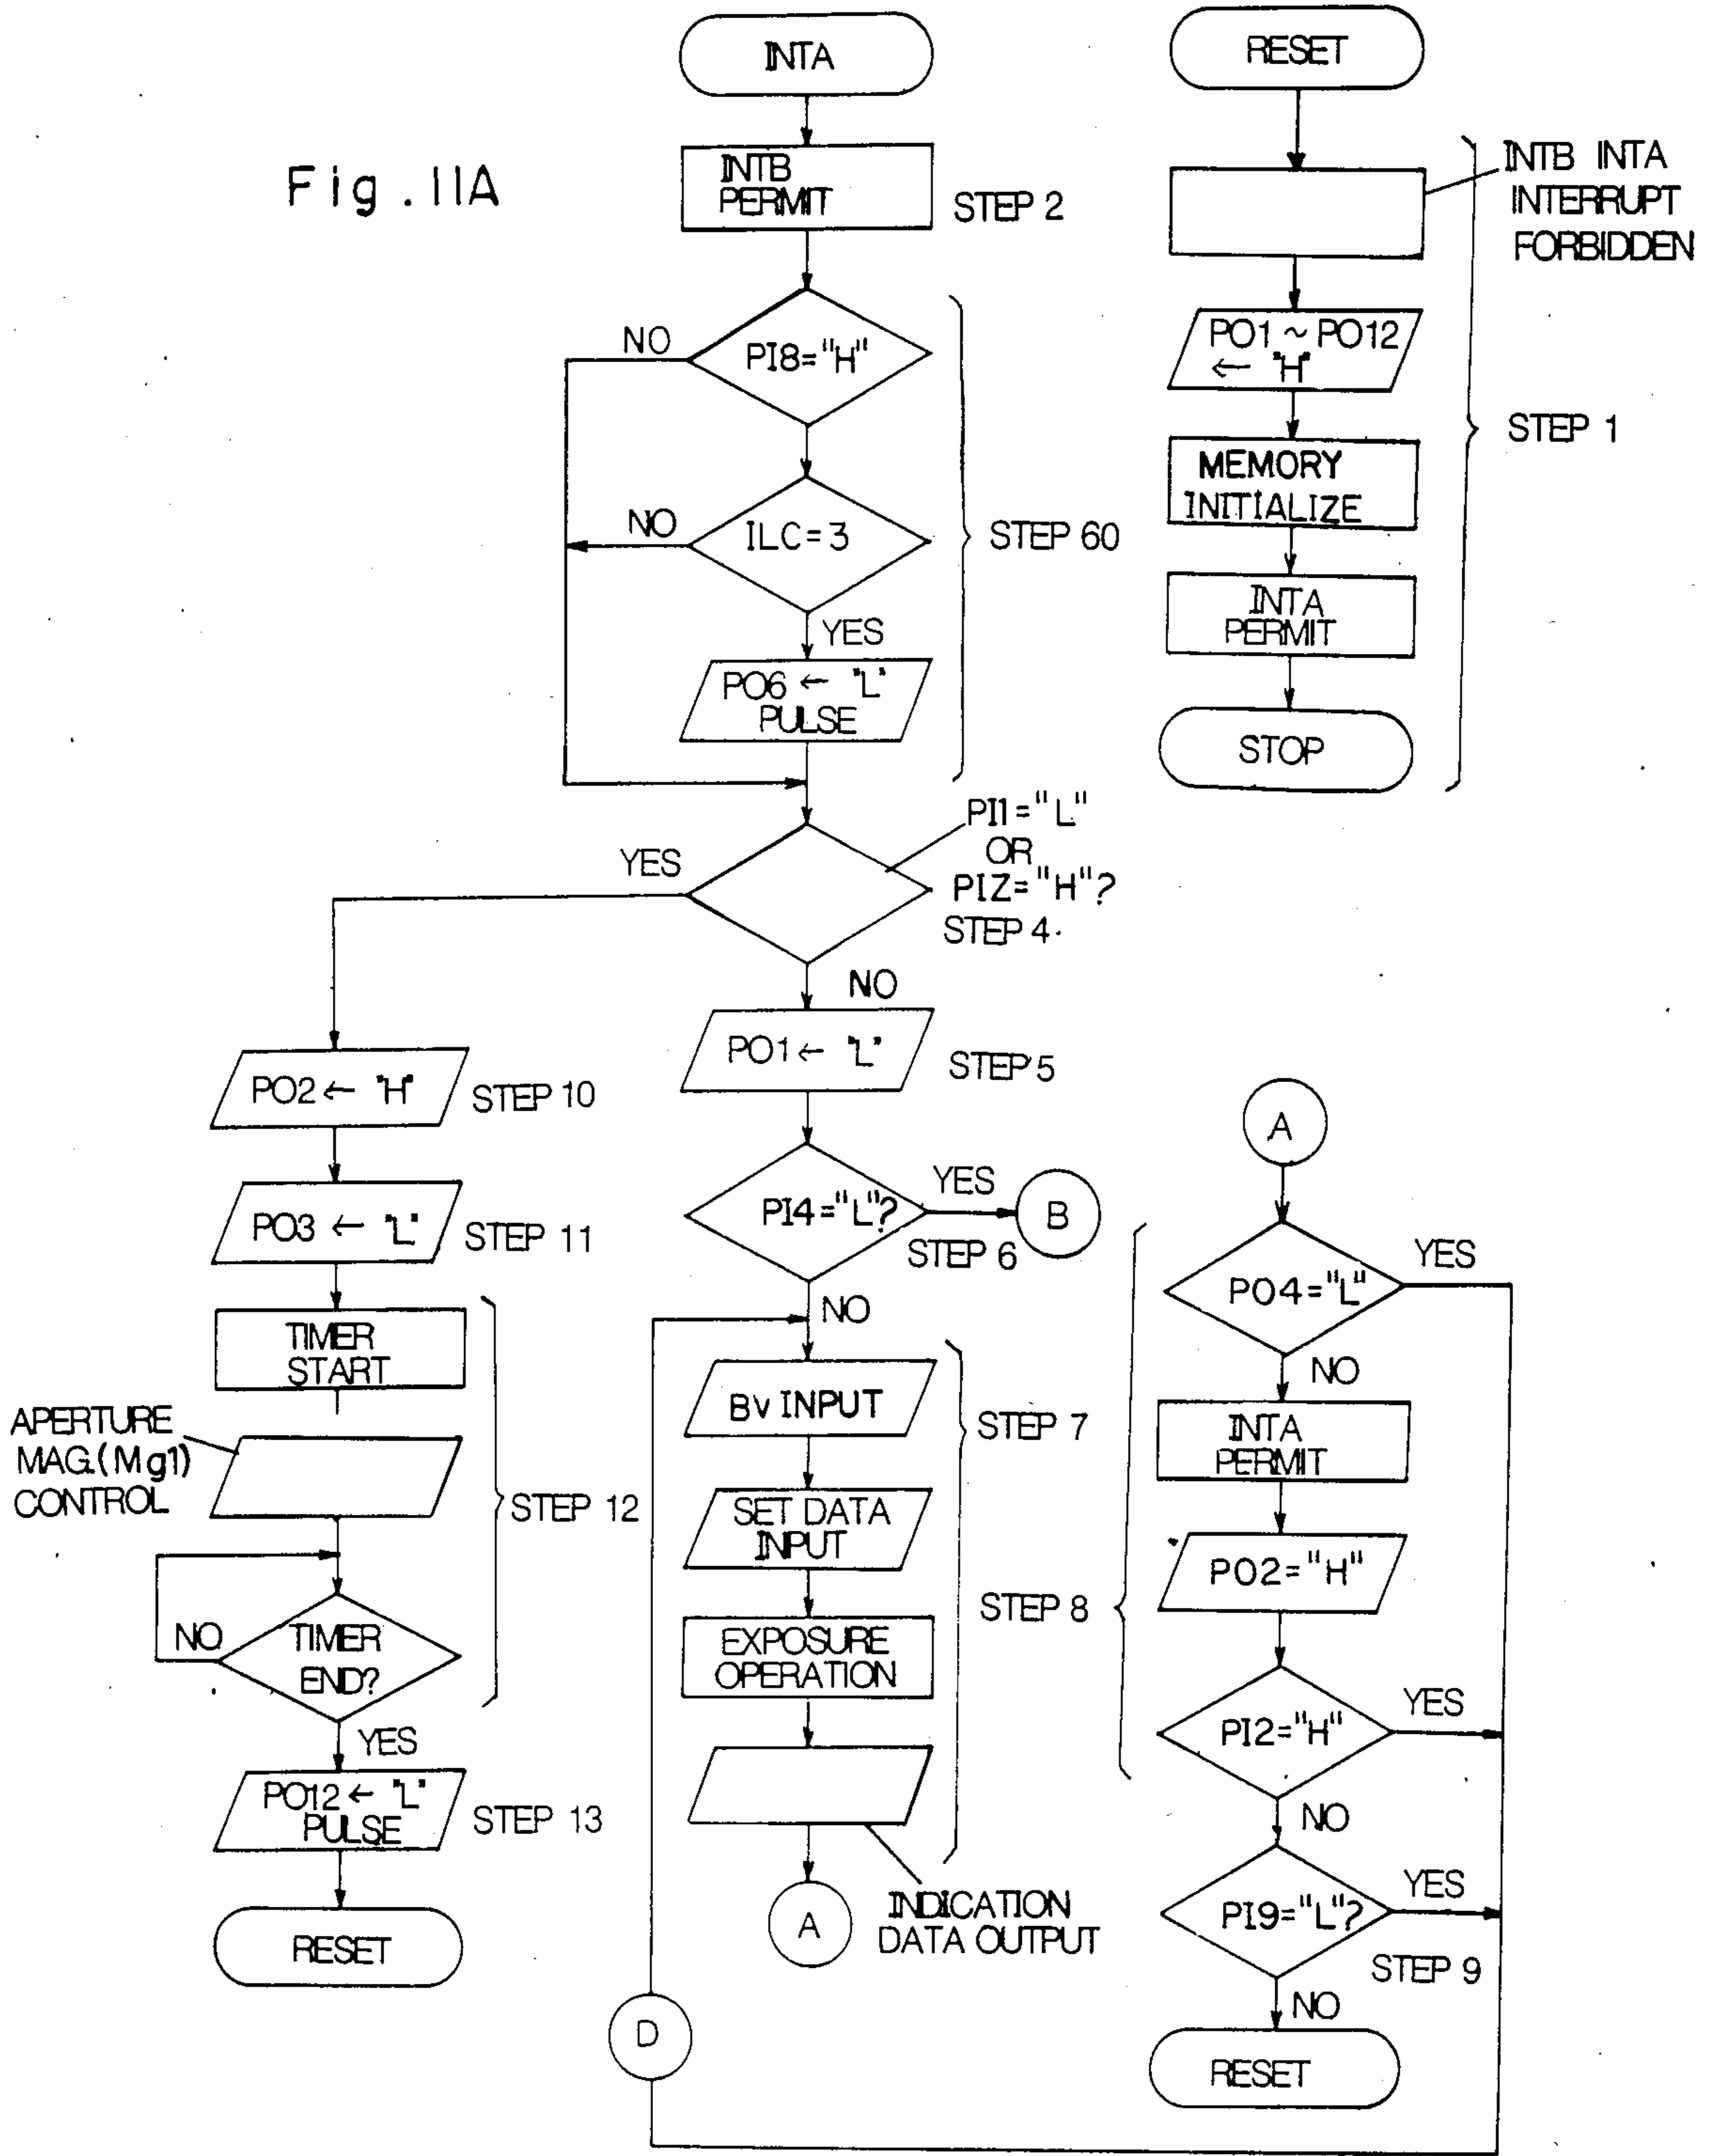 Fig. 11A
INTA
INTB
PERMIT
STEP 2
PI8="H"
NO
ILC=3
NO
YES
STEP 60
PO6 ← "L"
PULSE
PI1="L"
OR
PIZ="H"?
STEP 4
YES
NO
PO1 ← "L"
STEP 5
PI4="L"?
YES
B
STEP 6
NO
BV INPUT
SET DATA
INPUT
EXPOSURE
OPERATION
STEP 7
INDICATION
DATA OUTPUT
A
D
PO2 ← "H"
STEP 10
PO3 ← "L"
STEP 11
TIMER
START
APERTURE
MAG.(Mg1)
CONTROL
STEP 12
TIMER
END?
NO
YES
PO12 ← "L"
PULSE
STEP 13
RESET
RESET
INTB INTA
INTERRUPT
FORBIDDEN
PO1 ~ PO12
← "H"
MEMORY
INITIALIZE
INTA
PERMIT
STOP
STEP 1
A
PO4="L"
YES
NO
INTA
PERMIT
PO2="H"
STEP 8
PI2="H"
YES
NO
PI9="L"?
YES
STEP 9
NO
RESET